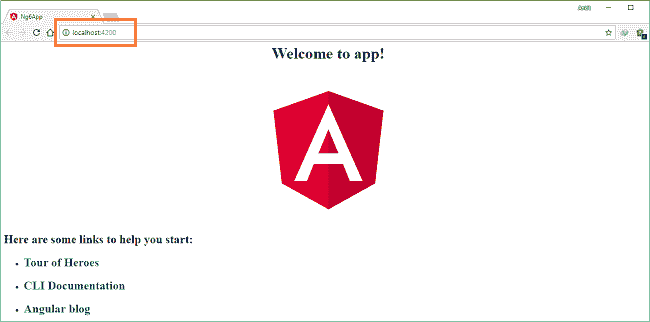 Ng6App
localhost:4200
Welcome to app!
A
Here are some links to help you start:
Tour of Heroes
CLI Documentation
Angular blog